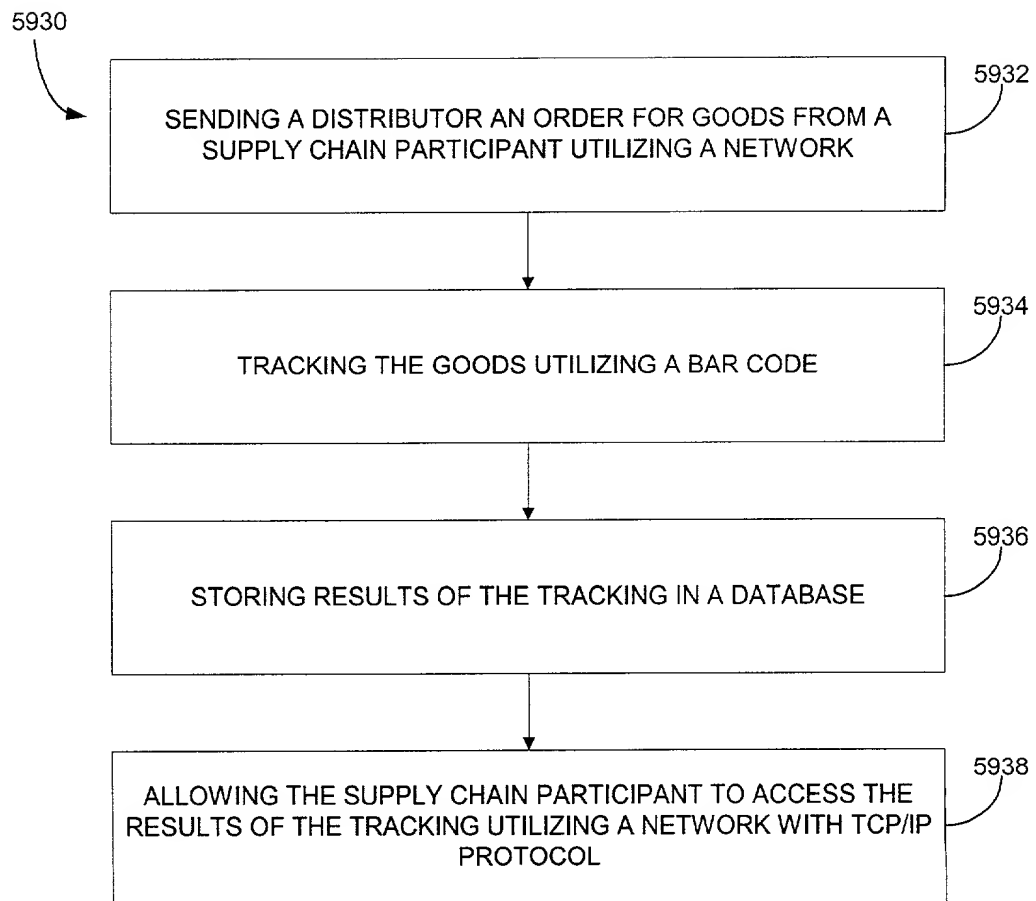 5930
5932
SENDING A DISTRIBUTOR AN ORDER FOR GOODS FROM A
SUPPLY CHAIN PARTICIPANT UTILIZING A NETWORK
5934
TRACKING THE GOODS UTILIZING A BAR CODE
5936
STORING RESULTS OF THE TRACKING IN A DATABASE
5938
ALLOWING THE SUPPLY CHAIN PARTICIPANT TO ACCESS THE
RESULTS OF THE TRACKING UTILIZING A NETWORK WITH TCP/IP
PROTOCOL